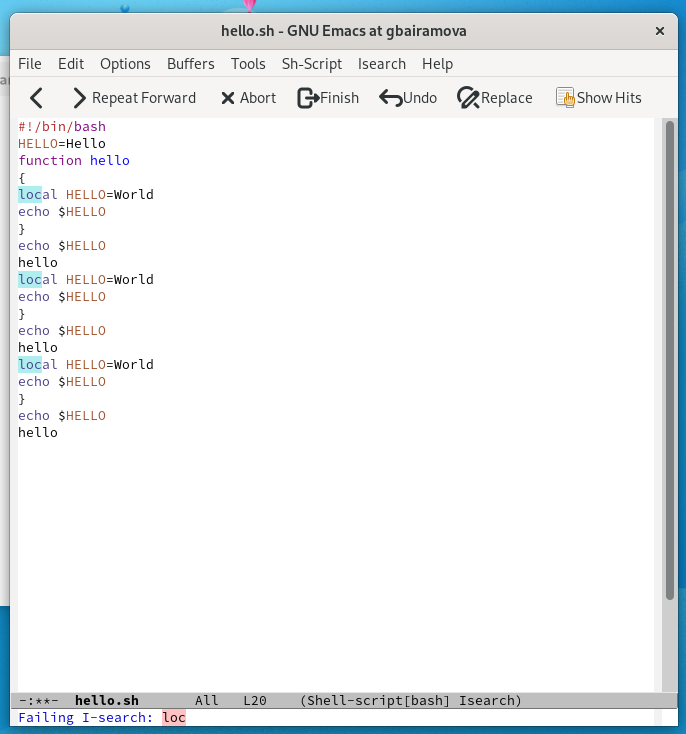 hello.sh - GNU Emacs at gbairamova
File Edit Options Buffers Tools Sh-Script Isearch Help
Repeat Forward Abort Finish Undo Replace Show Hits
#!/bin/bash
HELLO=Hello
function hello
{
local HELLO=World
echo $HELLO
}
echo $HELLO
hello
local HELLO=World
echo $HELLO
}
echo $HELLO
hello
local HELLO=World
echo $HELLO
}
echo $HELLO
hello
-:**- hello.sh All L20 (Shell-script[bash] Isearch)
Failing I-search: loc